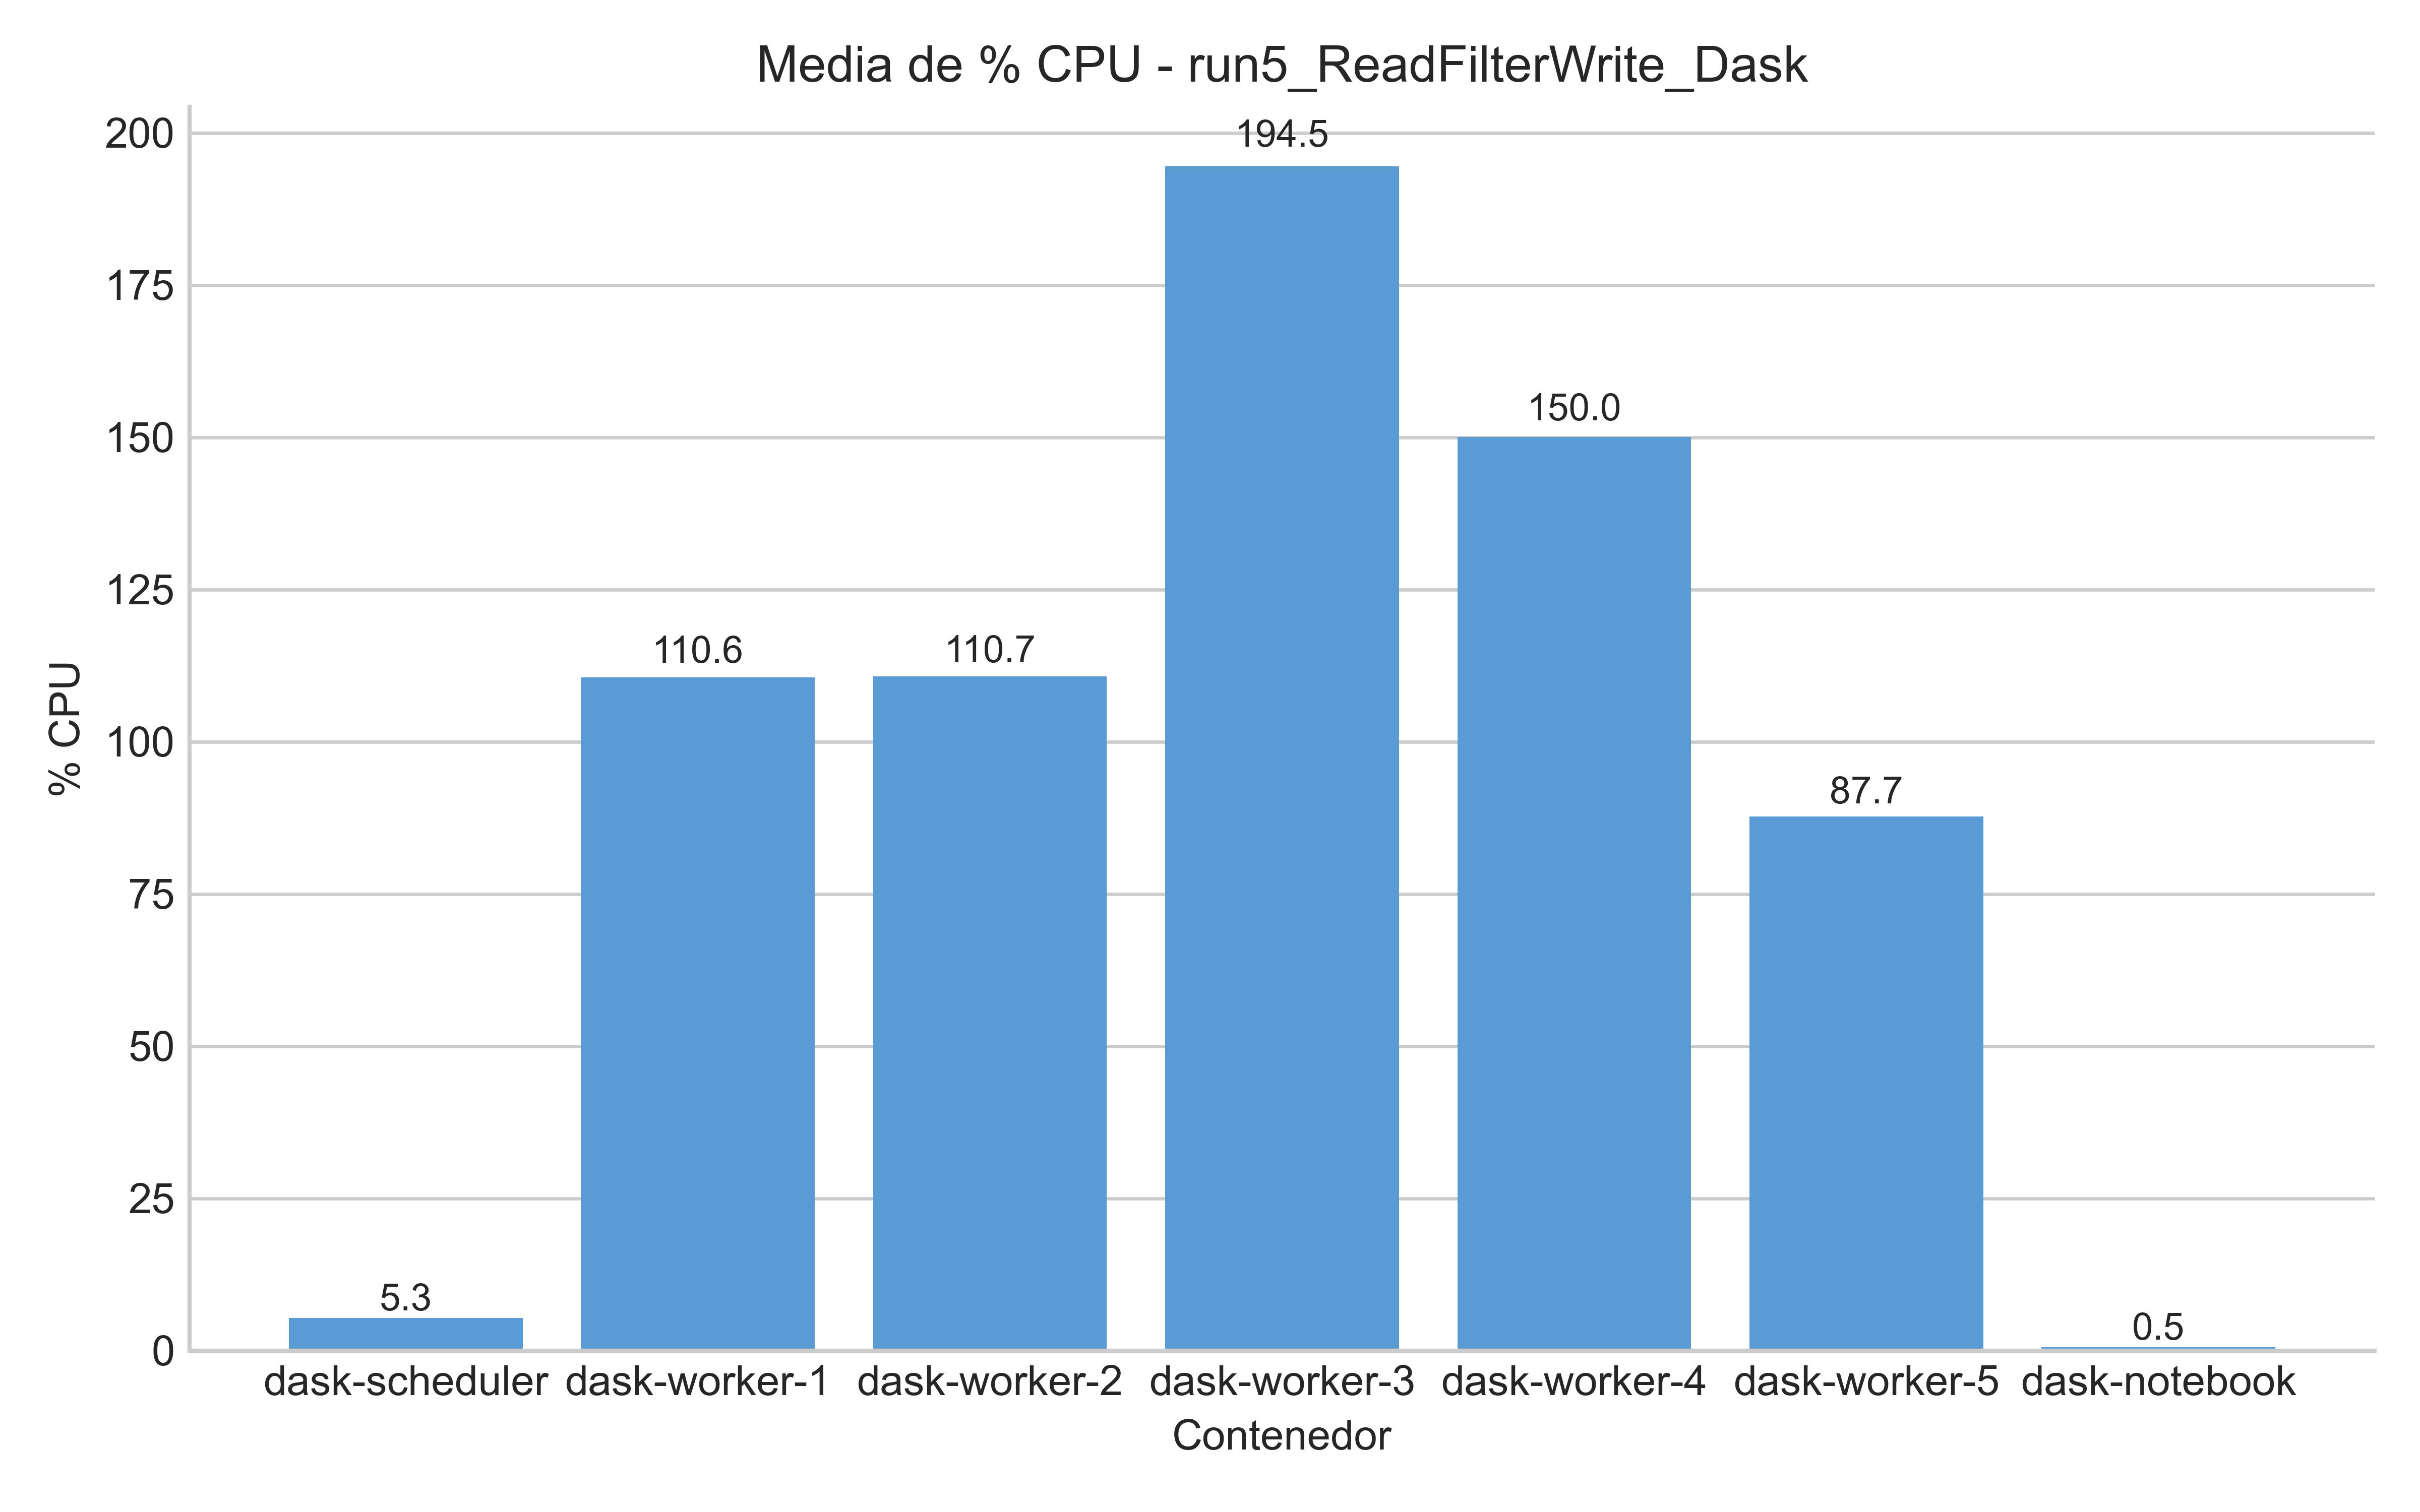 Media de % CPU - run5_ReadFilterWrite_Dask
% CPU
200
175
150
125
100
75
50
25
0
5.3
110.6
110.7
194.5
150.0
87.7
0.5
dask-scheduler
dask-worker-1
dask-worker-2
dask-worker-3
dask-worker-4
dask-worker-5
dask-notebook
Contenedor